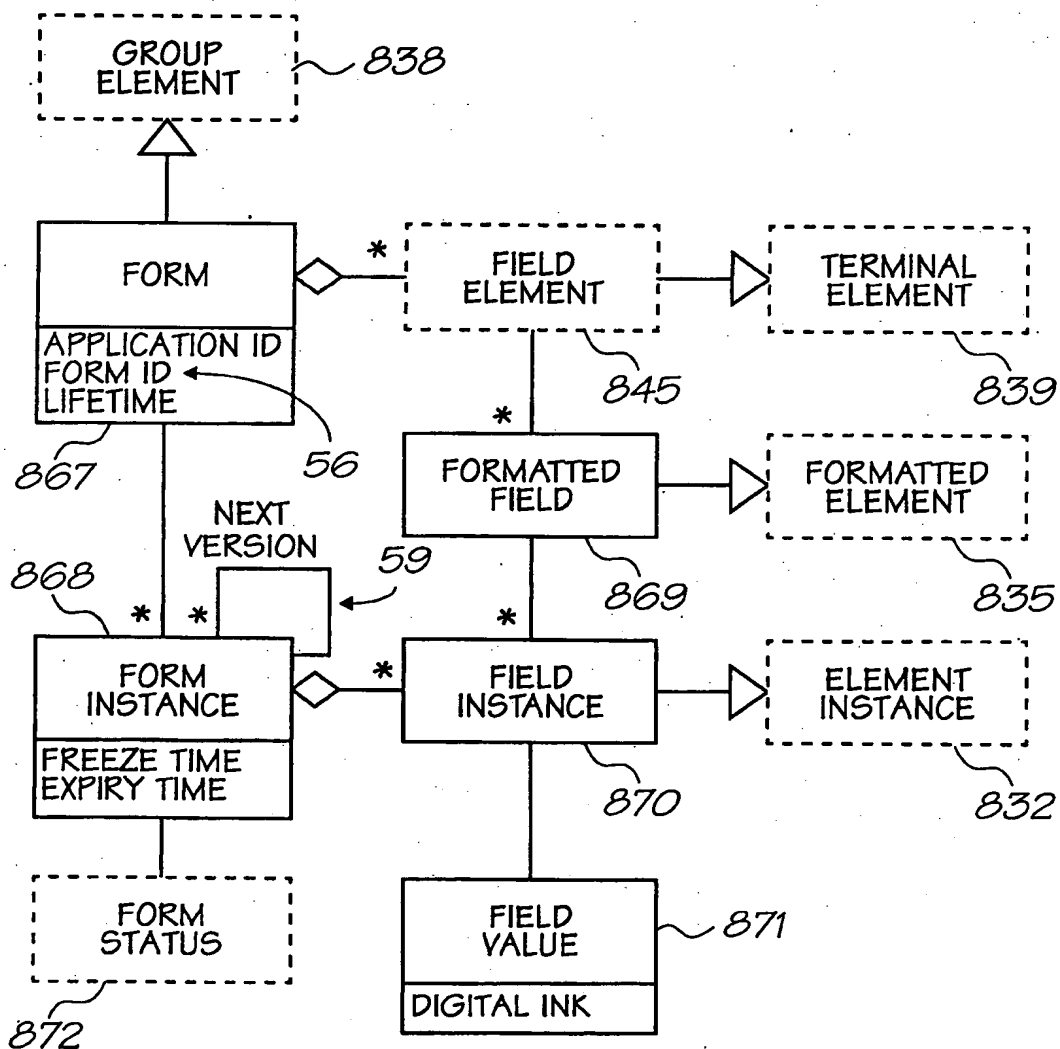 GROUP
ELEMENT
838
FORM
APPLICATION ID
FORM ID
LIFETIME
867
56
*
FIELD
ELEMENT
845
TERMINAL
ELEMENT
839
*
FORMATTED
FIELD
869
FORMATTED
ELEMENT
835
NEXT
VERSION
59
868
*
*
FORM
INSTANCE
FREEZE TIME
EXPIRY TIME
*
*
FIELD
INSTANCE
870
ELEMENT
INSTANCE
832
FORM
STATUS
872
FIELD
VALUE
DIGITAL INK
871